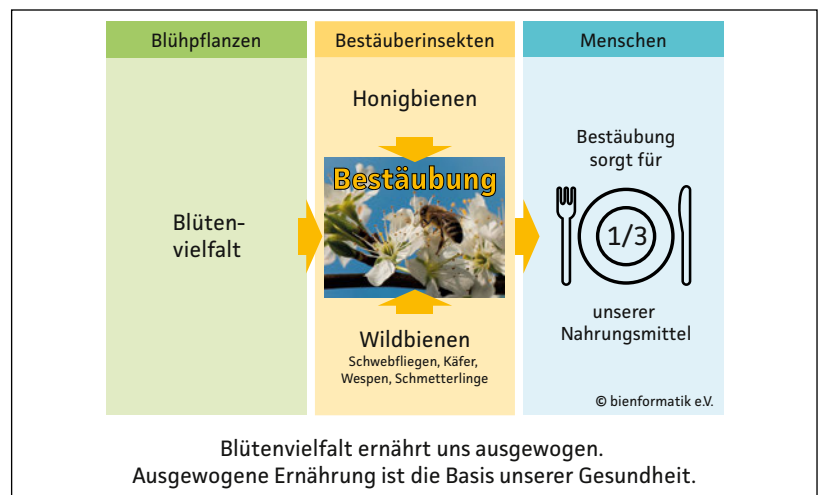 Blühpflanzen
Bestäuberinsekten
Menschen
Blüten-
vielfalt
Honigbienen
Bestäubung
Wildbienen
Schwebfliegen, Käfer,
Wespen, Schmetterlinge
Bestäubung
sorgt für
1/3
unserer
Nahrungsmittel
© bienformatik e.V.
Blütenvielfalt ernährt uns ausgewogen.
Ausgewogene Ernährung ist die Basis unserer Gesundheit.